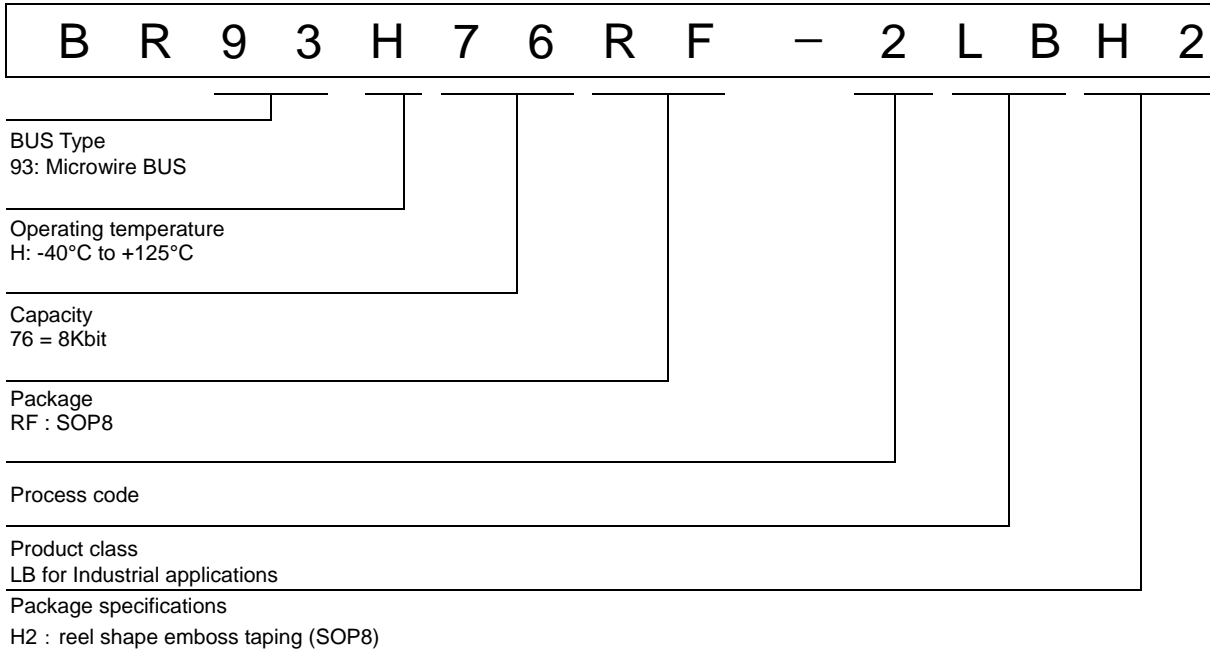 B R 9 3 H 7 6 R F － 2 L B H 2
BUS Type
93: Microwire BUS
Operating temperature
H: -40°C to +125°C
Capacity
76 = 8Kbit
Package
RF : SOP8
Process code
Product class
LB for Industrial applications
Package specifications
H2 : reel shape emboss taping (SOP8)